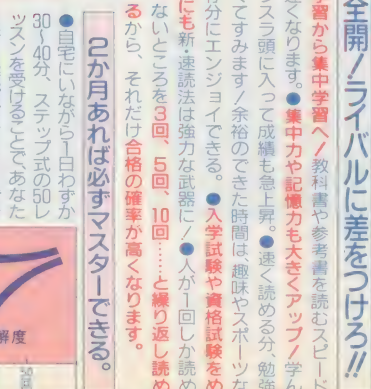 全開！ライバルに差をつけろ!!
習から集中学習へ！教科書や参考書を読むスピード
くなります。●集中力や記憶力も大きくアップ！学
スラ頭に入って成績も急上昇。●速く読める分、勉強
ですみます！余裕のできた時間は、趣味やスポーツな
分にエンジョイできる。●入学試験や資格試験をめ
にも新・速読法は強力な武器に！●人が1回しか読め
ないところを3回、5回、10回……と繰り返し読め
るから、それだけ合格の確率が高くなります。
2か月あれば必ずマスターできる。
●自宅にいながら1日わずか
30～40分、ステップ式の50レ
ッスンを受けることで、あなた
解度
50回